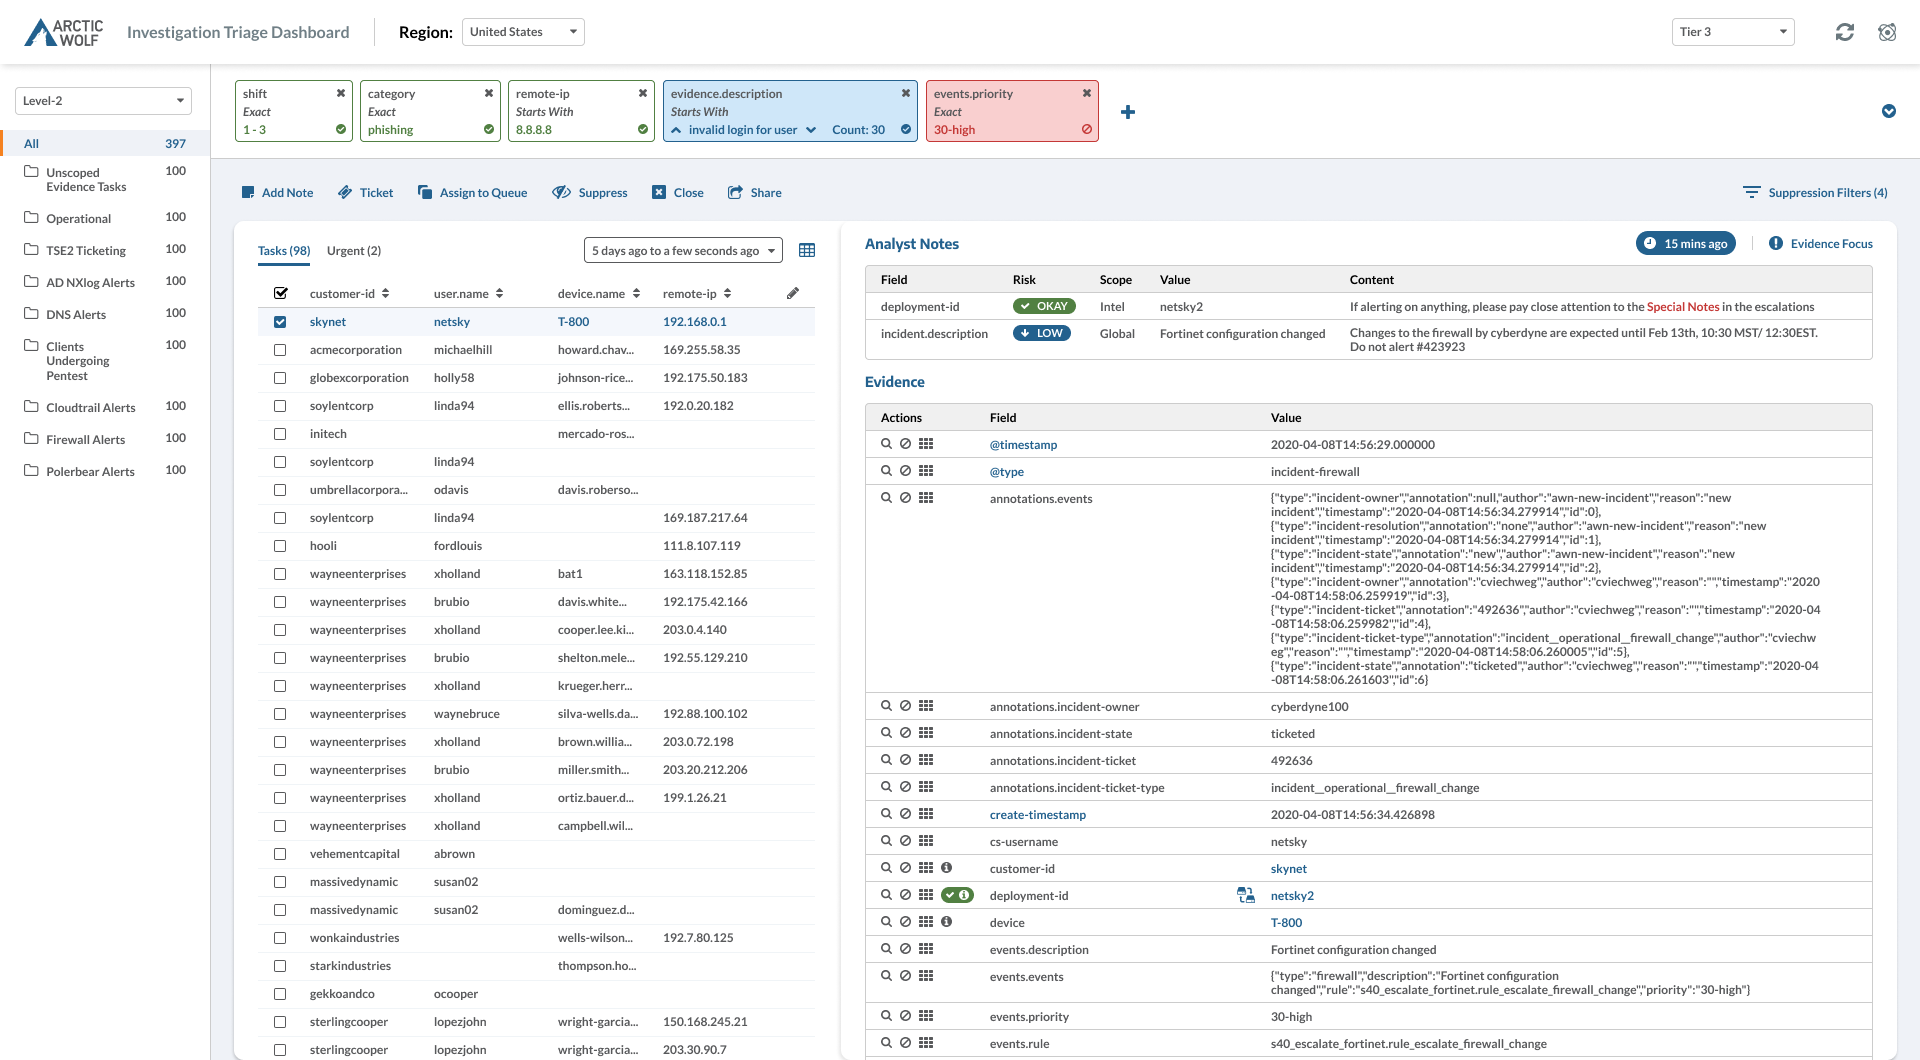 ARCTIC WOLF
Investigation Triage Dashboard
Region:
United States
Tier 3
Level-2
All 397
Unscoped Evidence Tasks 100
Operational 100
TSE2 Ticketing 100
AD NXlog Alerts 100
DNS Alerts 100
Clients Undergoing Pentest 100
Cloudtrail Alerts 100
Firewall Alerts 100
Polerbear Alerts 100
shift
Exact
1 - 3
category
Exact
phishing
remote-ip
Starts With
8.8.8.8
evidence.description
Starts With
invalid login for user Count: 30
events.priority
Exact
30-high
Add Note Ticket Assign to Queue Suppress Close Share
Suppression Filters (4)
Tasks (98) Urgent (2)
5 days ago to a few seconds ago
customer-id user.name device.name remote-ip
skynet netsky T-800 192.168.0.1
acmecorporation michaelhill howard.chav... 169.255.58.35
globexcorporation holly58 johnson-rice... 192.175.50.183
soylentcorp linda94 ellis.roberts... 192.0.20.182
initech mercado-ros...
soylentcorp linda94
umbrellacorpora... odavis davis.roberso...
soylentcorp linda94 169.187.217.64
hooli fordlouis 111.8.107.119
wayneenterprises xholland bat1 163.118.152.85
wayneenterprises brubio davis.white... 192.175.42.166
wayneenterprises xholland cooper.lee.ki... 203.0.4.140
wayneenterprises brubio shelton.mele... 192.55.129.210
wayneenterprises xholland krueger.herr...
wayneenterprises waynebruce silva-wells.da... 192.88.100.102
wayneenterprises xholland brown.willia... 203.0.72.198
wayneenterprises brubio miller.smith... 203.20.212.206
wayneenterprises xholland ortiz.bauer.d... 199.1.26.21
wayneenterprises xholland campbell.wil...
vehementcapital abrown
massivedynamic susan02
massivedynamic susan02 dominguez.d...
wonkaindustries wells-wilson... 192.7.80.125
starkindustries thompson.ho...
gekkoandco ocooper
sterlingcooper lopezjohn wright-garcia... 150.168.245.21
sterlingcooper lopezjohn wright-garcia... 203.30.90.7
Analyst Notes
15 mins ago
Evidence Focus
Field Risk Scope Value Content
deployment-id OKAY Intel netsky2 If alerting on anything, please pay close attention to the Special Notes in the escalations
incident.description LOW Global Fortinet configuration changed Changes to the firewall by cyberdyne are expected until Feb 13th, 10:30 MST/ 12:30EST.
Do not alert #423923
Evidence
Actions Field Value
@timestamp 2020-04-08T14:56:29.000000
@type incident-firewall
annotations.events {"type":"incident-owner","annotation":null,"author":"awn-new-incident","reason":"new
incident","timestamp":"2020-04-08T14:56:34.279914","id":0},
{"type":"incident-resolution","annotation":"none","author":"awn-new-incident","reason":"new
incident","timestamp":"2020-04-08T14:56:34.279914","id":1},
{"type":"incident-state","annotation":"new","author":"awn-new-incident","reason":"new
incident","timestamp":"2020-04-08T14:56:34.279914","id":2},
{"type":"incident-owner","annotation":"cviechweg","author":"cviechweg","reason":"","timestamp":"2020
-04-08T14:58:06.259919","id":3},
{"type":"incident-ticket","annotation":"492636","author":"cviechweg","reason":"","timestamp":"2020-04
-08T14:58:06.259982","id":4},
{"type":"incident-ticket-type","annotation":"incident__operational__firewall_change","author":"cviechw
eg","reason":"","timestamp":"2020-04-08T14:58:06.260005","id":5},
{"type":"incident-state","annotation":"ticketed","author":"cviechweg","reason":"","timestamp":"2020-04
-08T14:58:06.261603","id":6}
annotations.incident-owner cyberdyne100
annotations.incident-state ticketed
annotations.incident-ticket 492636
annotations.incident-ticket-type incident__operational__firewall_change
create-timestamp 2020-04-08T14:56:34.426898
cs-username netsky
customer-id skynet
deployment-id netsky2
device T-800
events.description Fortinet configuration changed
events.events {"type":"firewall","description":"Fortinet configuration
changed","rule":"s40_escalate_fortinet.rule_escalate_firewall_change","priority":"30-high"}
events.priority 30-high
events.rule s40_escalate_fortinet.rule_escalate_firewall_change